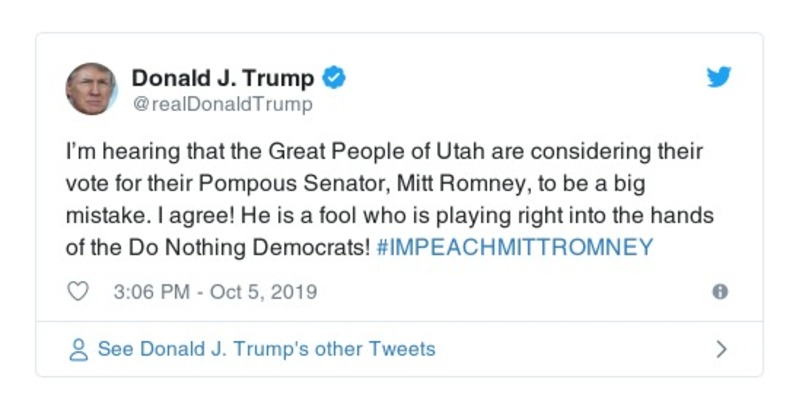 Donald J. Trump
@realDonaldTrump
I’m hearing that the Great People of Utah are considering their
vote for their Pompous Senator, Mitt Romney, to be a big
mistake. I agree! He is a fool who is playing right into the hands
of the Do Nothing Democrats! #IMPEACHMITTROMNEY
3:06 PM - Oct 5, 2019
See Donald J. Trump's other Tweets